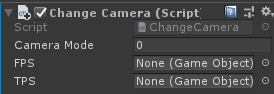 Change Camera (Script)
Script ChangeCamera
Camera Mode 0
FPS None (Game Object)
TPS None (Game Object)